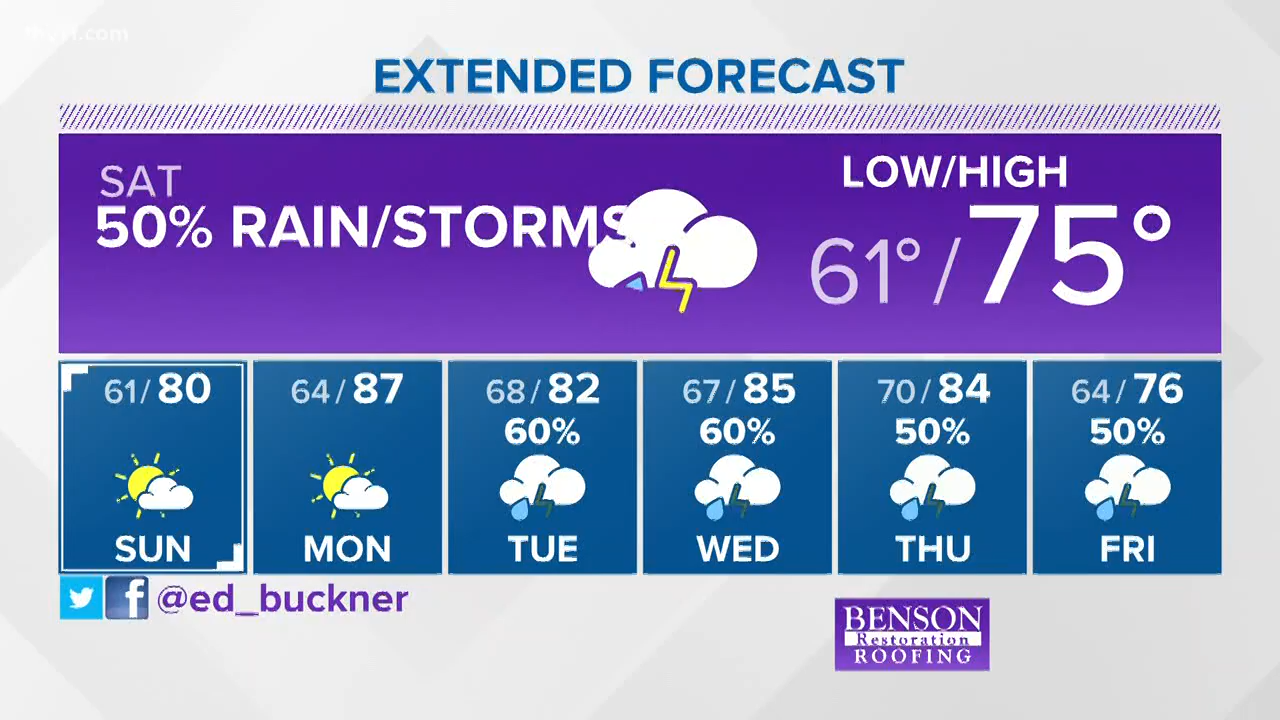 EXTENDED FORECAST
SAT
50% RAIN/STORMS
LOW/HIGH
61°/75°
61/80
SUN
64/87
MON
68/82
60%
TUE
67/85
60%
WED
70/84
50%
THU
64/76
50%
FRI
@ed_buckner
BENSON
Restoration
ROOFING